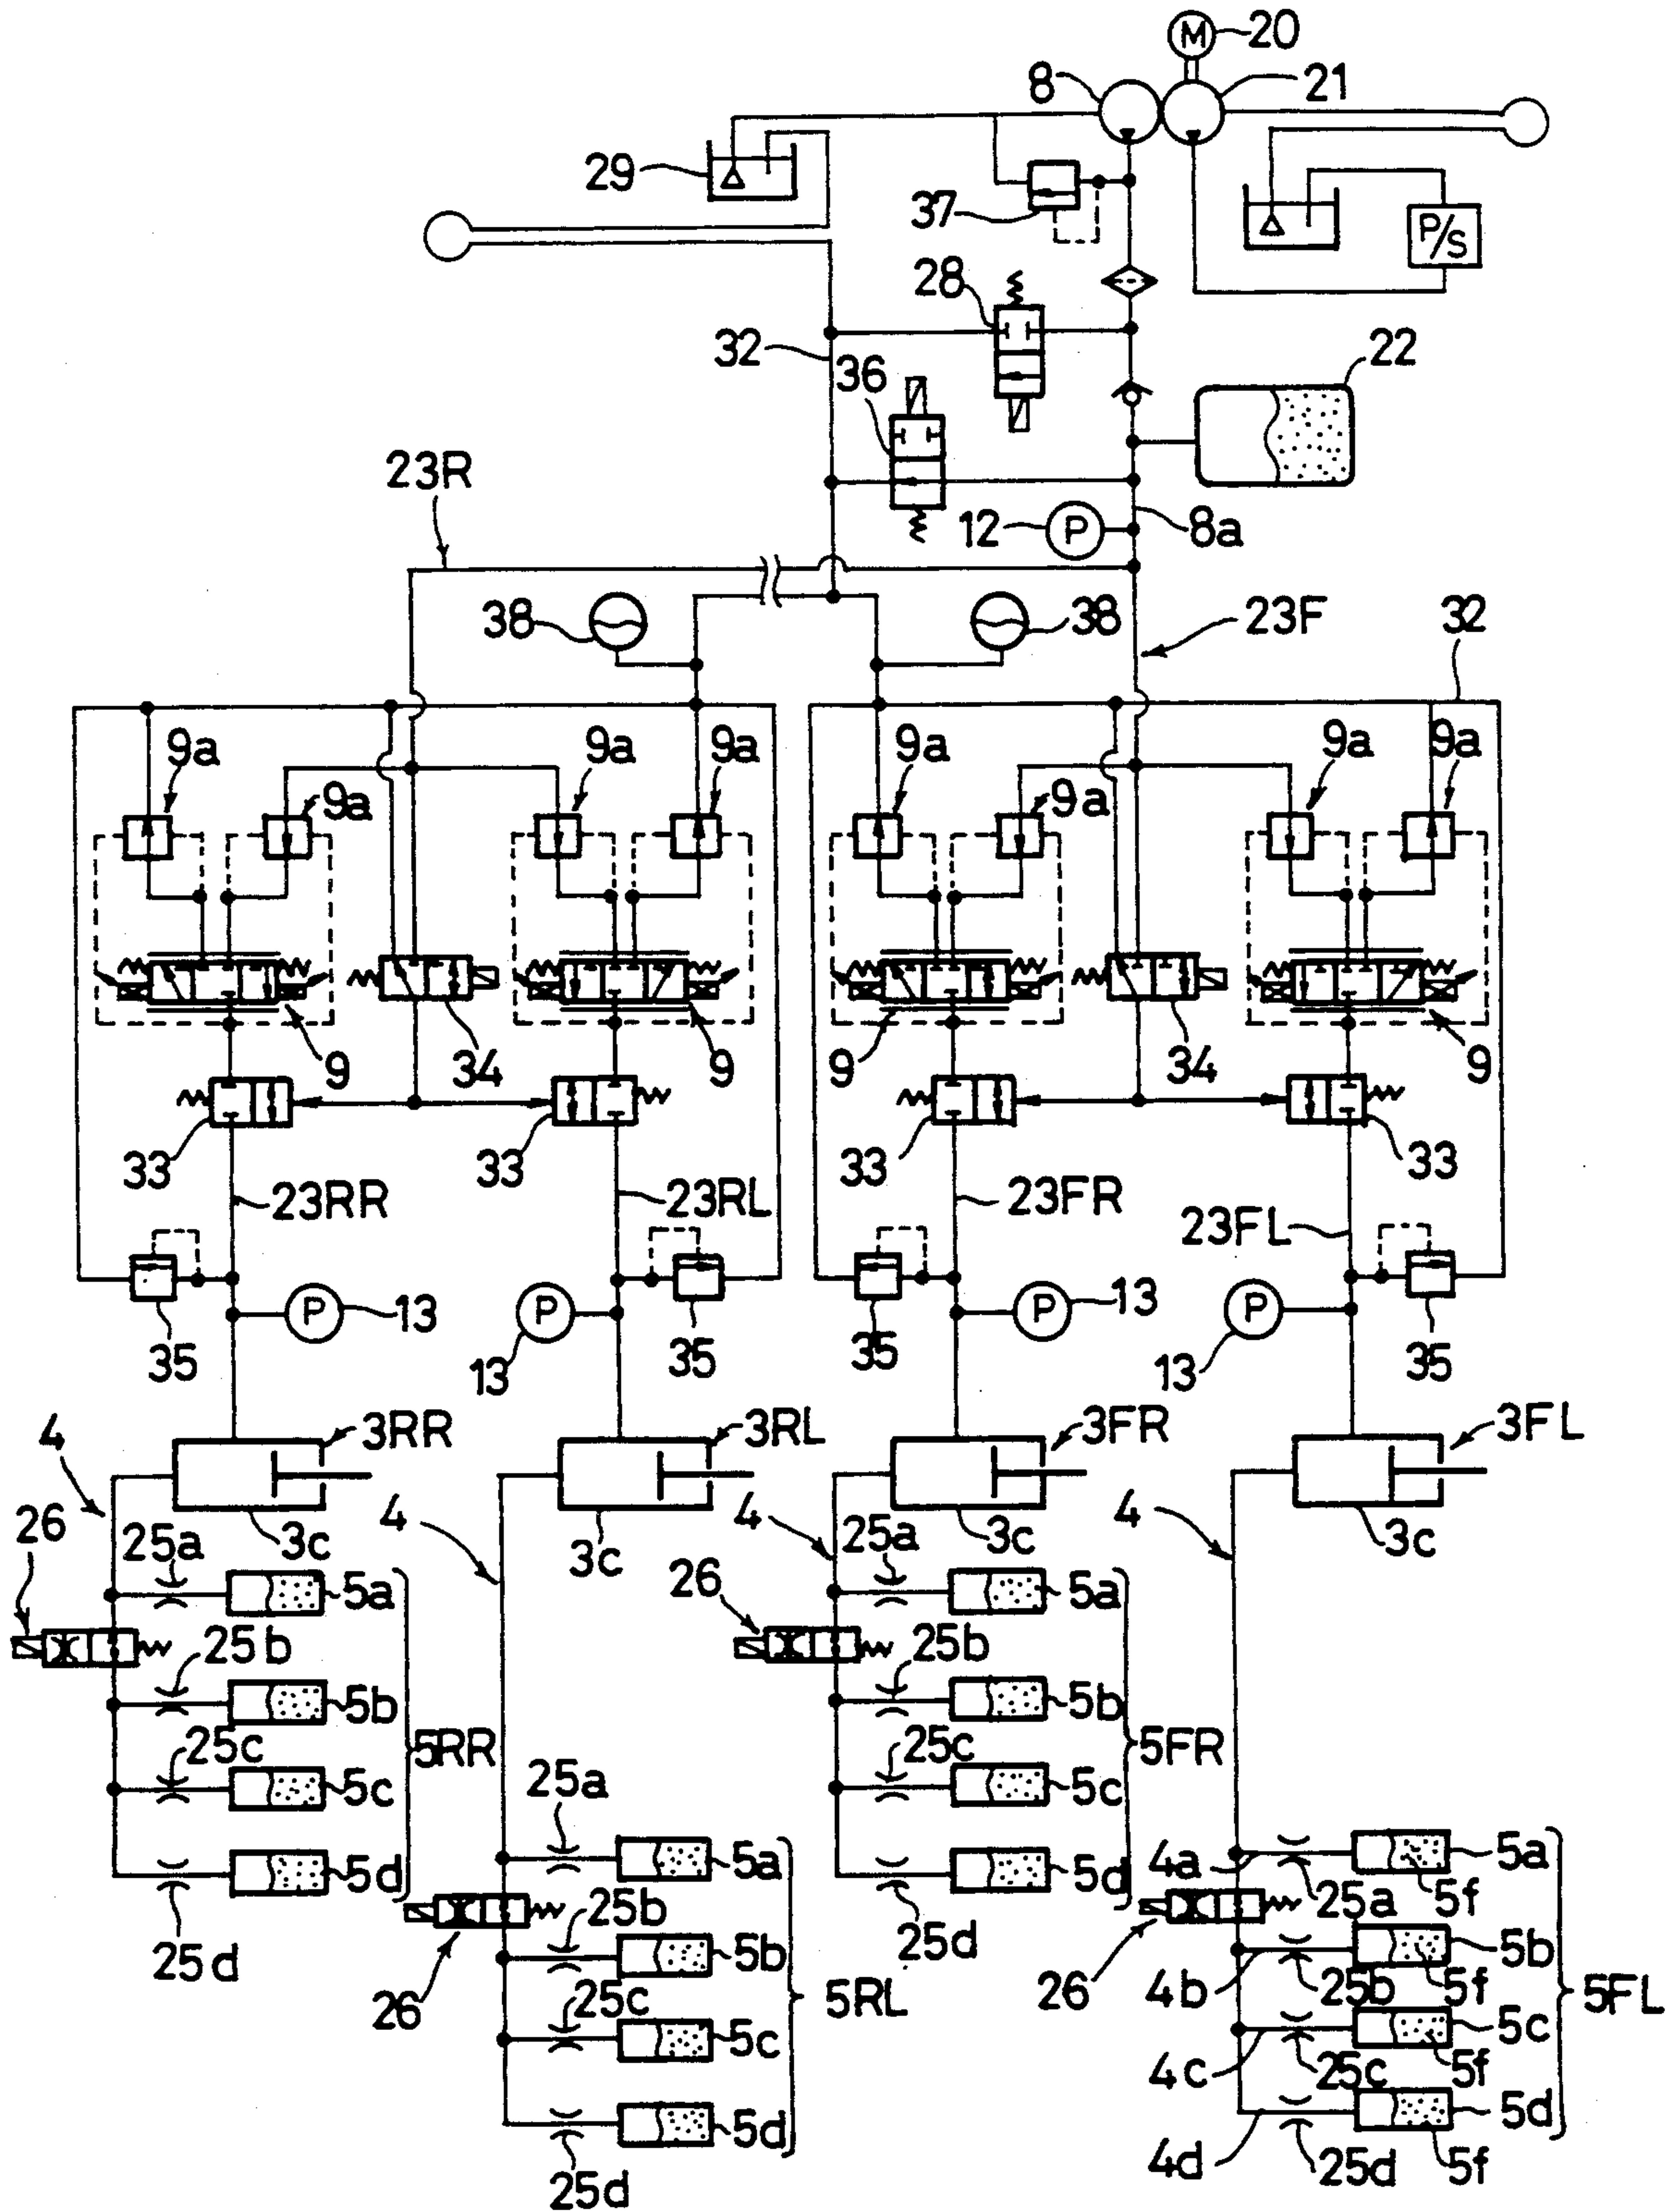 M 20
8 21
29
37
P/S
28
32 22
36
23R
12 P 8a
38 38 23F 32
9a 9a 9a 9a
9a 9a 9a 9a
9 34 9 9 34 9
33 33 33 33
23RR 23RL 23FR 23FL
P 13 P P 13 P
35 13 35 35 13 35
4 3RR 3RL 3FR 3FL
26 25a 3c 4 3c 26 4 25a 3c 4 3c
5a 5a
25b 25b
5b 5b
25c 5RR 25c 5FR
5c 25a 5c
5d 5a 5d 4a 5a
25a 5f
25d 25b 25d
5b 5b
26 25c 5RL 26 4b 25b 5f 5FL
5c 5c
4c 25c 5f
5d 5d
25d 4d 25d 5f